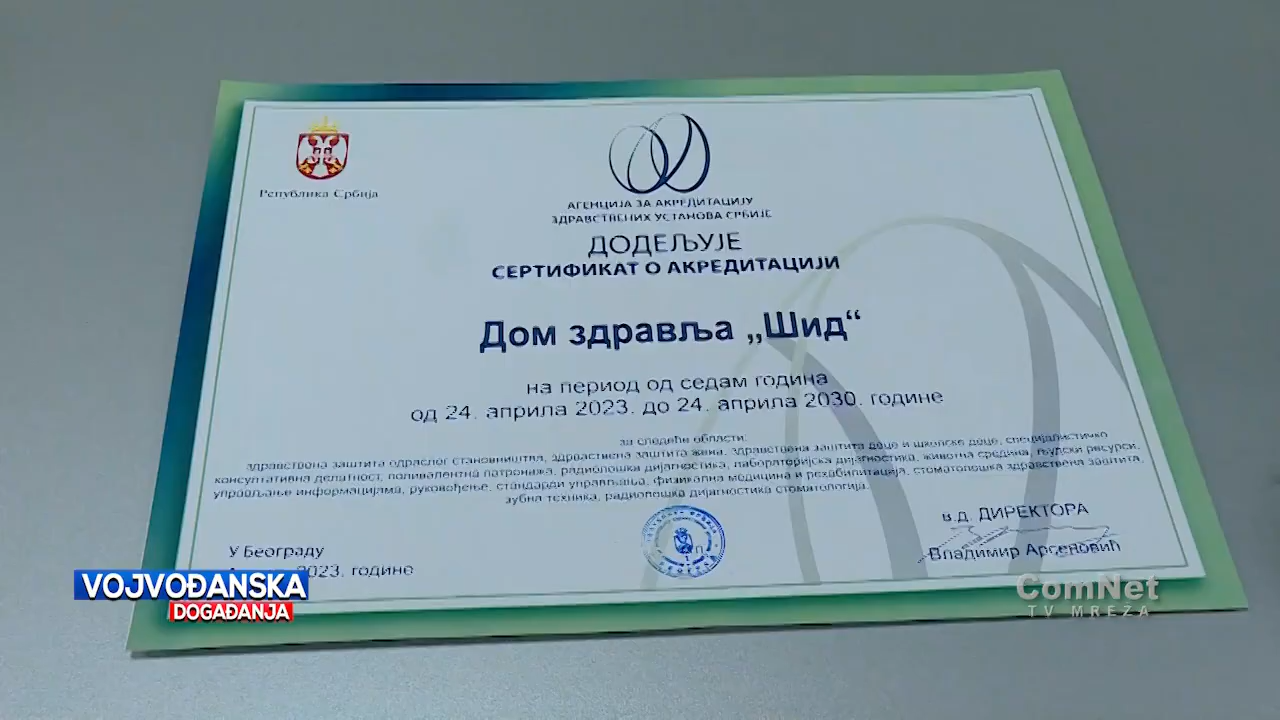 Република Србија
АГЕНЦИЈА ЗА АКРЕДИТАЦИЈУ
ЗДРАВСТВЕНИХ УСТАНОВА СРБИЈЕ
ДОДЕЉУЈЕ
СЕРТИФИКАТ О АКРЕДИТАЦИЈИ
Дом здравља „Шид“
на период од седам година
од 24. априла 2023. до 24. априла 2030. године
за следеће области:
здравствена заштита одраслог становништва, здравствена заштита жена, здравствена заштита деце и школске деце, специјалистичко
консултативна делатност, поливалентна патронажа, радиолошка дијагностика, лабораторијска дијагностика, животна средина, људски ресурси,
управљање информацијма, руковођење, стандарди управљања, физикална медицина и рехабилитација, стоматолошка здравствена заштита,
зубна техника, радиолошка дијагностика стоматологији.
в.д. ДИРЕКТОРА
Владимир Арсеновић
У Београду
2023. године
VOJVOĐANSKA
DOGAĐANJA
ComNet
TV MREŽA